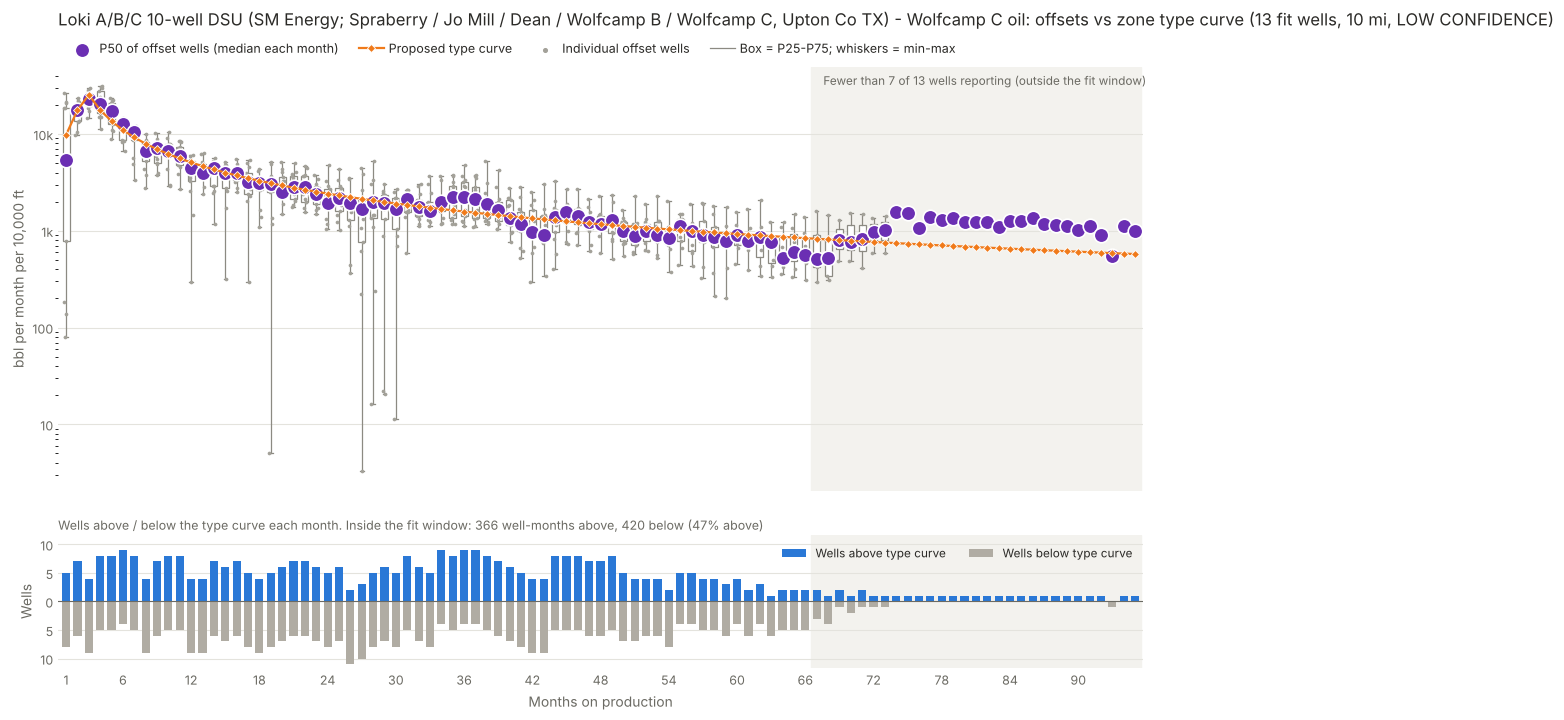 Loki A/B/C 10-well DSU (SM Energy; Spraberry / Jo Mill / Dean / Wolfcamp B / Wolfcamp C, Upton Co TX) - Wolfcamp C oil: offsets vs zone type curve (13 fit wells, 10 mi, LOW CONFIDENCE)
P50 of offset wells (median each month) Proposed type curve Individual offset wells Box = P25-P75; whiskers = min-max
Fewer than 7 of 13 wells reporting (outside the fit window)
10k
1k
100
10
bbl per month per 10,000 ft
Wells above / below the type curve each month. Inside the fit window: 366 well-months above, 420 below (47% above)
Wells above type curve Wells below type curve
10
5
0
5
10
Wells
1 6 12 18 24 30 36 42 48 54 60 66 72 78 84 90
Months on production